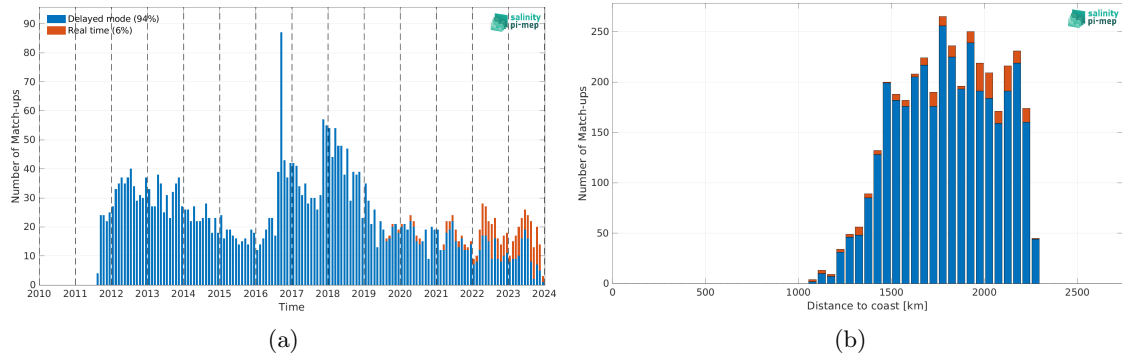 Delayed mode (94%)
Real time (6%)
salinity
pi-mep
90
80
70
60
50
40
30
20
10
0
Number of Match-ups
2010 2011 2012 2013 2014 2015 2016 2017 2018 2019 2020 2021 2022 2023 2024
Time
(a)
salinity
pi-mep
250
200
150
100
50
0
Number of Match-ups
0 500 1000 1500 2000 2500
Distance to coast [km]
(b)